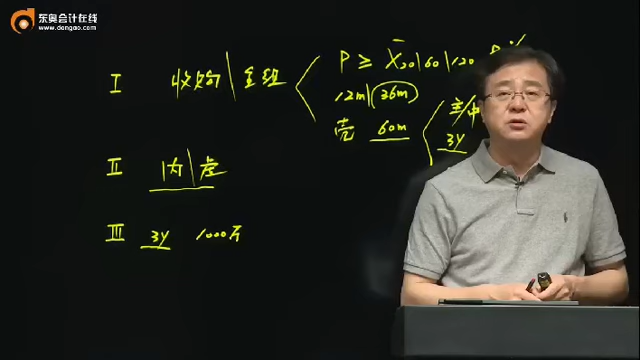 东奥会计在线
www.dongao.com
I 收购|重组
P ≥ X̄20|60|120
12m|36m
壳 60m
主/中
3Y
II 内|虚
III 3Y 1000万